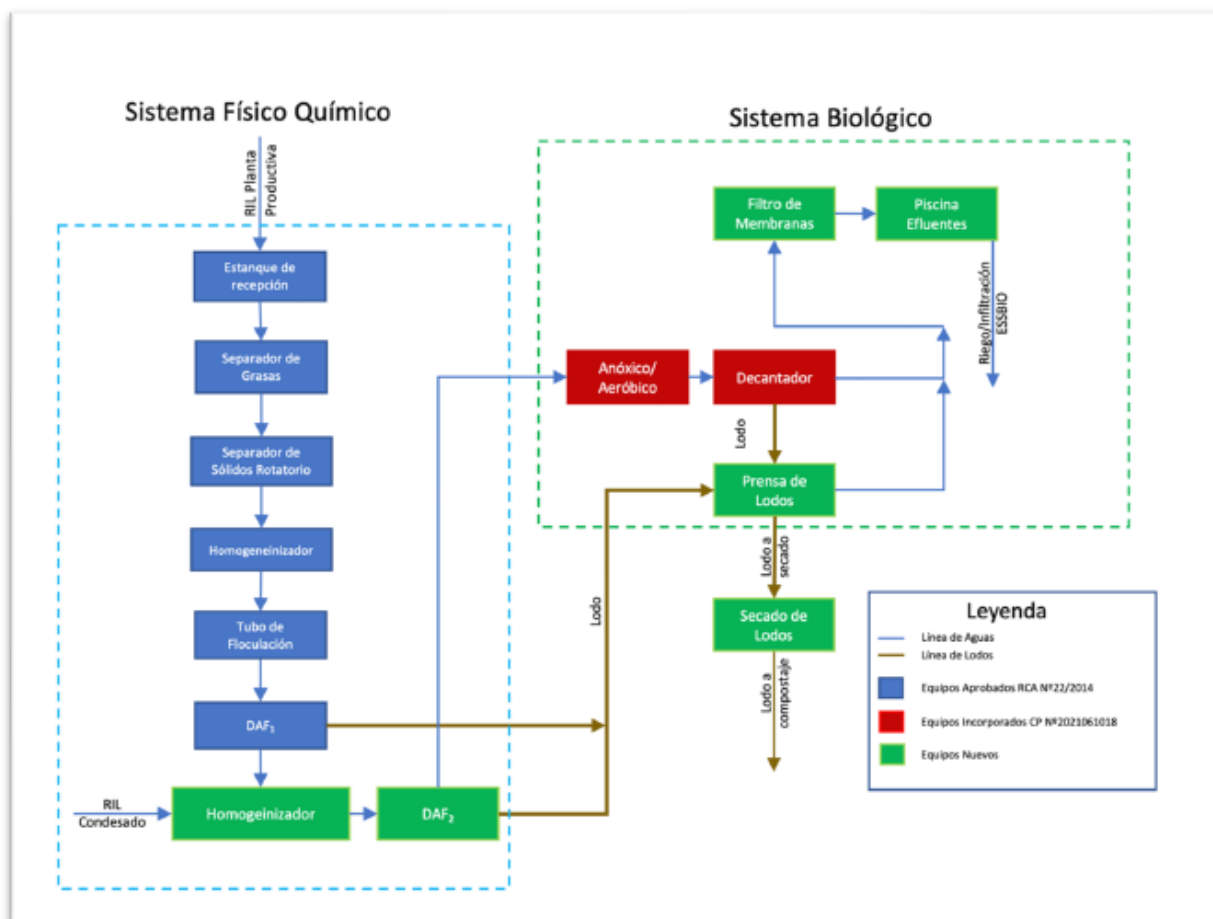 Sistema Físico Químico
Sistema Biológico
RIL Planta
Productiva
Estanque de
recepción
Separador de
Grasas
Separador de
Sólidos Rotatorio
Homogeneinizador
Tubo de
Floculación
DAF₁
RIL
Condesado
Homogeinizador
DAF₂
Lodo
Filtro de
Membranas
Piscina
Efluentes
Riego/Infiltración
ESSBIO
Anóxico/
Aeróbico
Decantador
Lodo
Prensa de
Lodos
Lodo a
secado
Secado de
Lodos
Lodo a
compostaje
Leyenda
Línea de Aguas
Línea de Lodos
Equipos Aprobados RCA Nº22/2014
Equipos Incorporados CP Nº2021061018
Equipos Nuevos